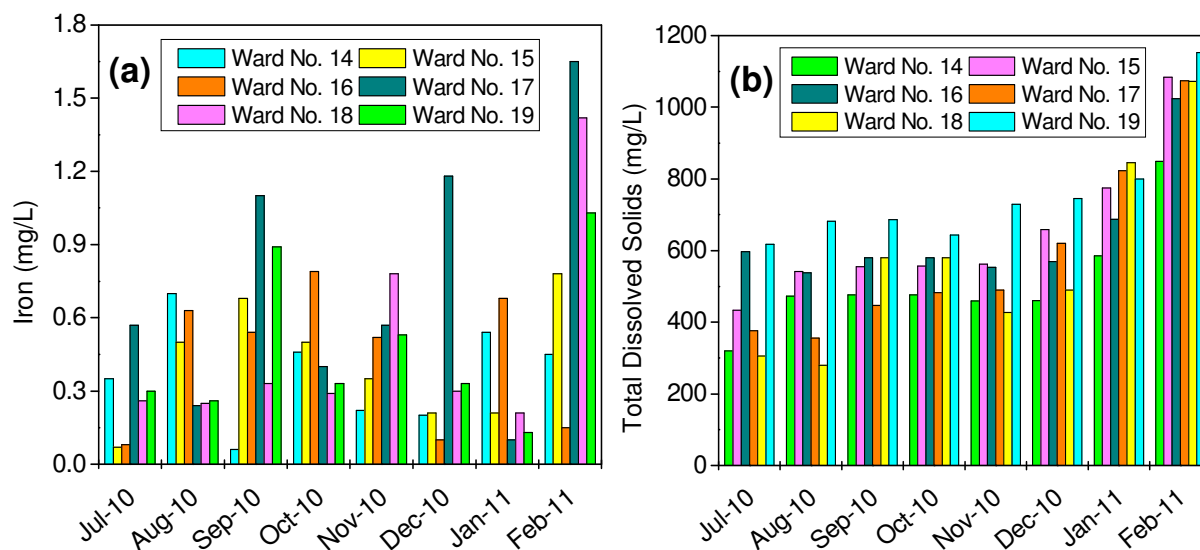 (a)
Ward No. 14 Ward No. 15
Ward No. 16 Ward No. 17
Ward No. 18 Ward No. 19
Iron (mg/L)
1.8
1.5
1.2
0.9
0.6
0.3
0.0
Jul-10 Aug-10 Sep-10 Oct-10 Nov-10 Dec-10 Jan-11 Feb-11
(b)
Ward No. 14 Ward No. 15
Ward No. 16 Ward No. 17
Ward No. 18 Ward No. 19
Total Dissolved Solids (mg/L)
1200
1000
800
600
400
200
0
Jul-10 Aug-10 Sep-10 Oct-10 Nov-10 Dec-10 Jan-11 Feb-11